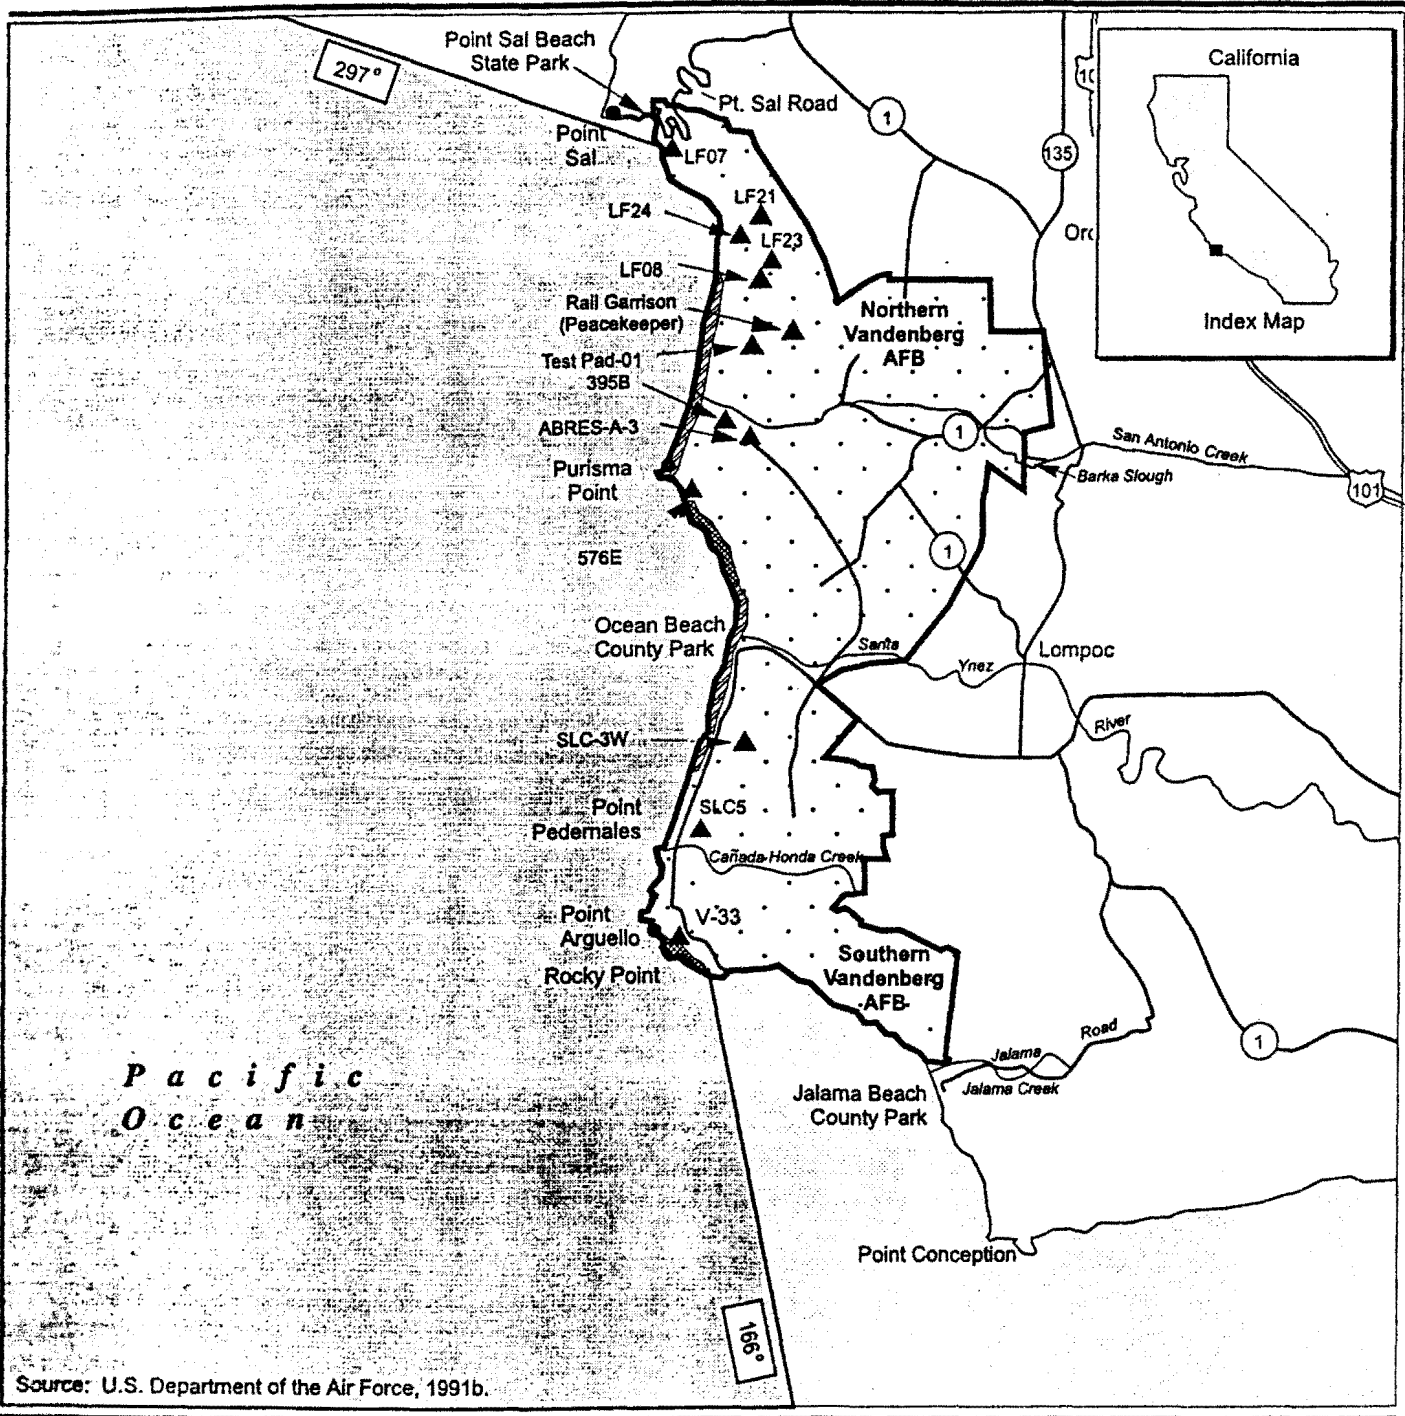 Point Sal Beach
State Park
297°
Pt. Sal Road
1
10
135
California
Index Map
Point
Sal
LF07
LF21
LF24
LF23
LF08
Rail Garrison
(Peacekeeper)
Northern
Vandenberg
AFB
Test Pad-01
395B
ABRES-A-3
1
San Antonio Creek
Barka Slough
101
Purisma
Point
576E
1
Ocean Beach
County Park
Santa
Ynez
River
Lompoc
SLC-3W
Point
Pedernales
SLC5
Cañada Honda Creek
Point
Arguello
V-33
Rocky Point
Southern
Vandenberg
AFB
Jalama
Road
Jalama Creek
1
Jalama Beach
County Park
Pacific
Ocean
Point Conception
166°
Source: U.S. Department of the Air Force, 1991b.